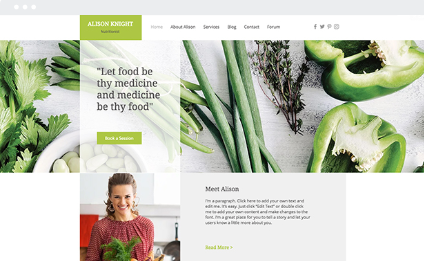 ALISON KNIGHT
Nutritionist
Home About Alison Services Blog Contact Forum
"Let food be
thy medicine
and medicine
be thy food"
Book a Session
Meet Alison
I'm a paragraph. Click here to add your own text and
edit me. It's easy. Just click "Edit Text" or double click
me to add your own content and make changes to the
font. I'm a great place for you to tell a story and let your
users know a little more about you.
Read More >